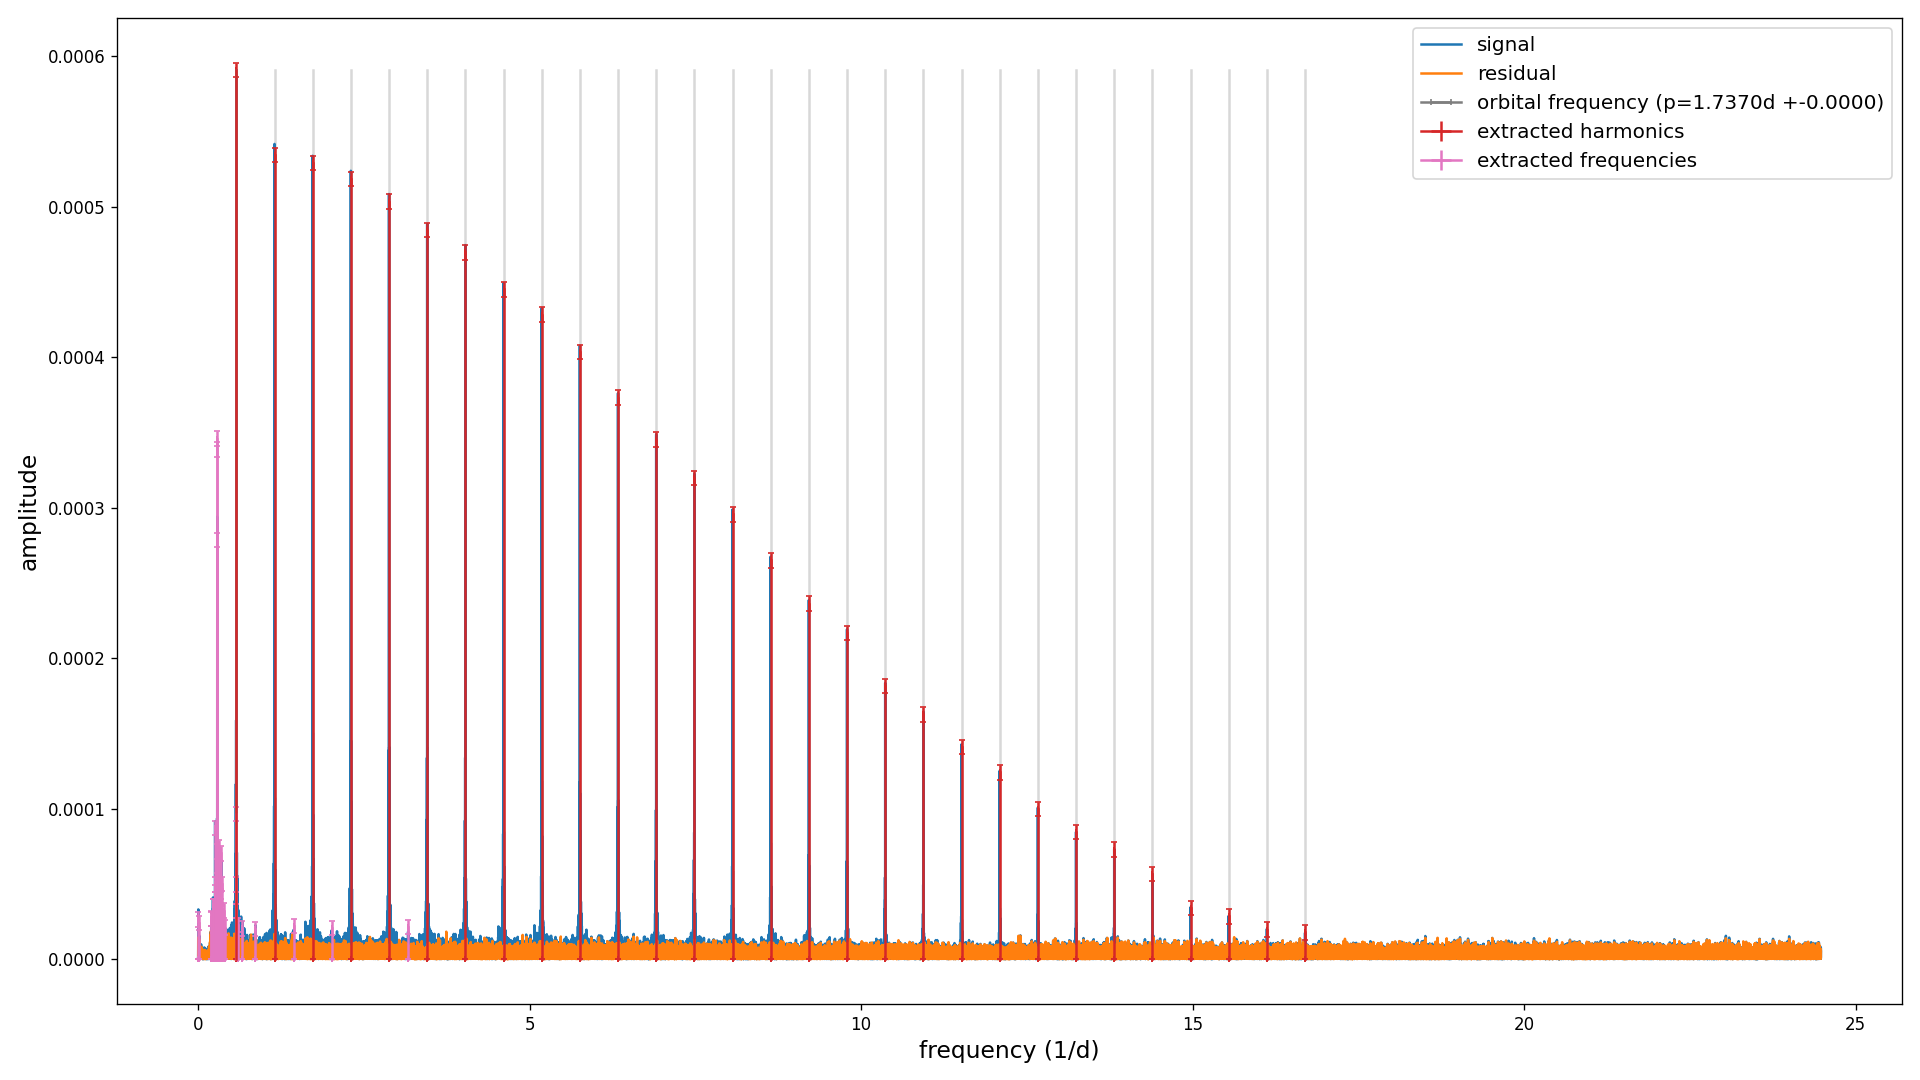 signal
residual
orbital frequency (p=1.7370d +-0.0000)
extracted harmonics
extracted frequencies
0.0006
0.0005
0.0004
0.0003
0.0002
0.0001
0.0000
amplitude
0 5 10 15 20 25
frequency (1/d)